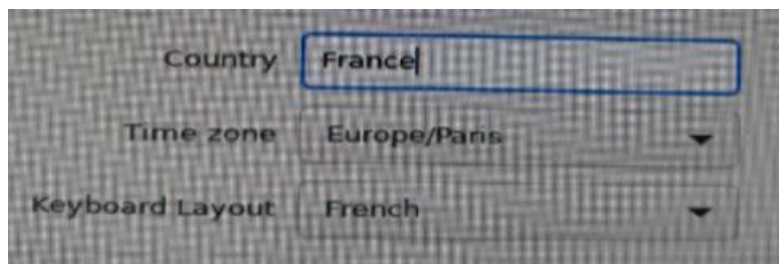 Country France
Time zone Europe/Paris
Keyboard Layout French